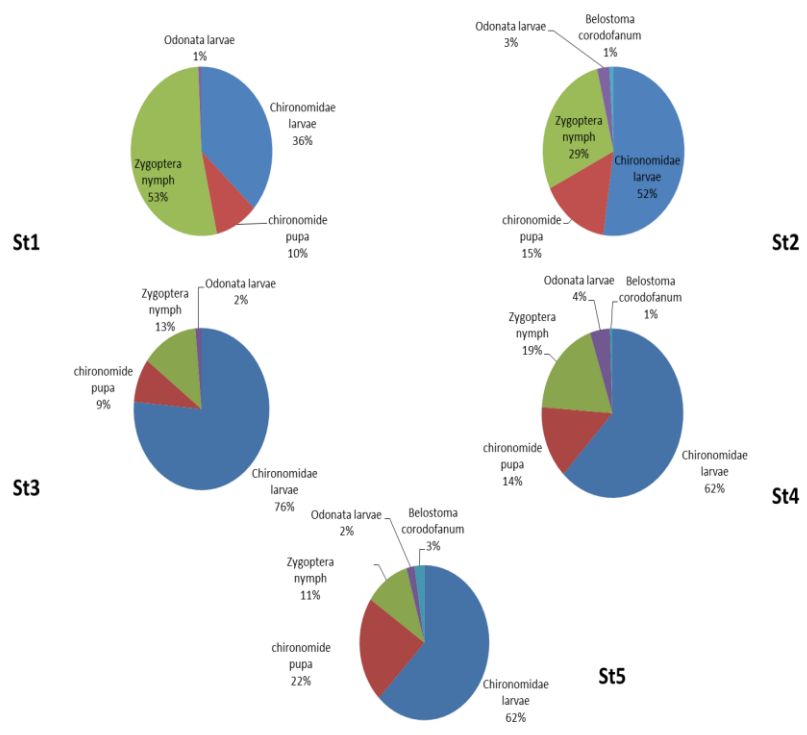 Odonata larvae
1%
Chironomidae
larvae
36%
Zygoptera
nymph
53%
chironomide
pupa
10%
St1
Odonata larvae
3%
Belostoma
corodofanum
1%
Zygoptera
nymph
29%
Chironomidae
larvae
52%
chironomide
pupa
15%
St2
Odonata larvae
2%
Zygoptera
nymph
13%
chironomide
pupa
9%
Chironomidae
larvae
76%
St3
Odonata larvae
4%
Belostoma
corodofanum
1%
Zygoptera
nymph
19%
chironomide
pupa
14%
Chironomidae
larvae
62%
St4
Odonata larvae
2%
Belostoma
corodofanum
3%
Zygoptera
nymph
11%
chironomide
pupa
22%
Chironomidae
larvae
62%
St5